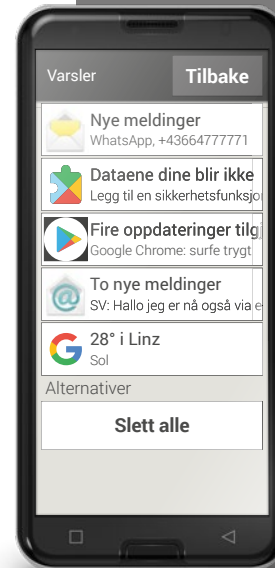 Varsler
Tilbake
Nye meldinger
WhatsApp, +43664777771
Dataene dine blir ikke
Legg til en sikkerhetsfunksjo
Fire oppdateringer tilgj
Google Chrome: surfe trygt
To nye meldinger
SV: Hallo jeg er nå også via e
28° i Linz
Sol
Alternativer
Slett alle